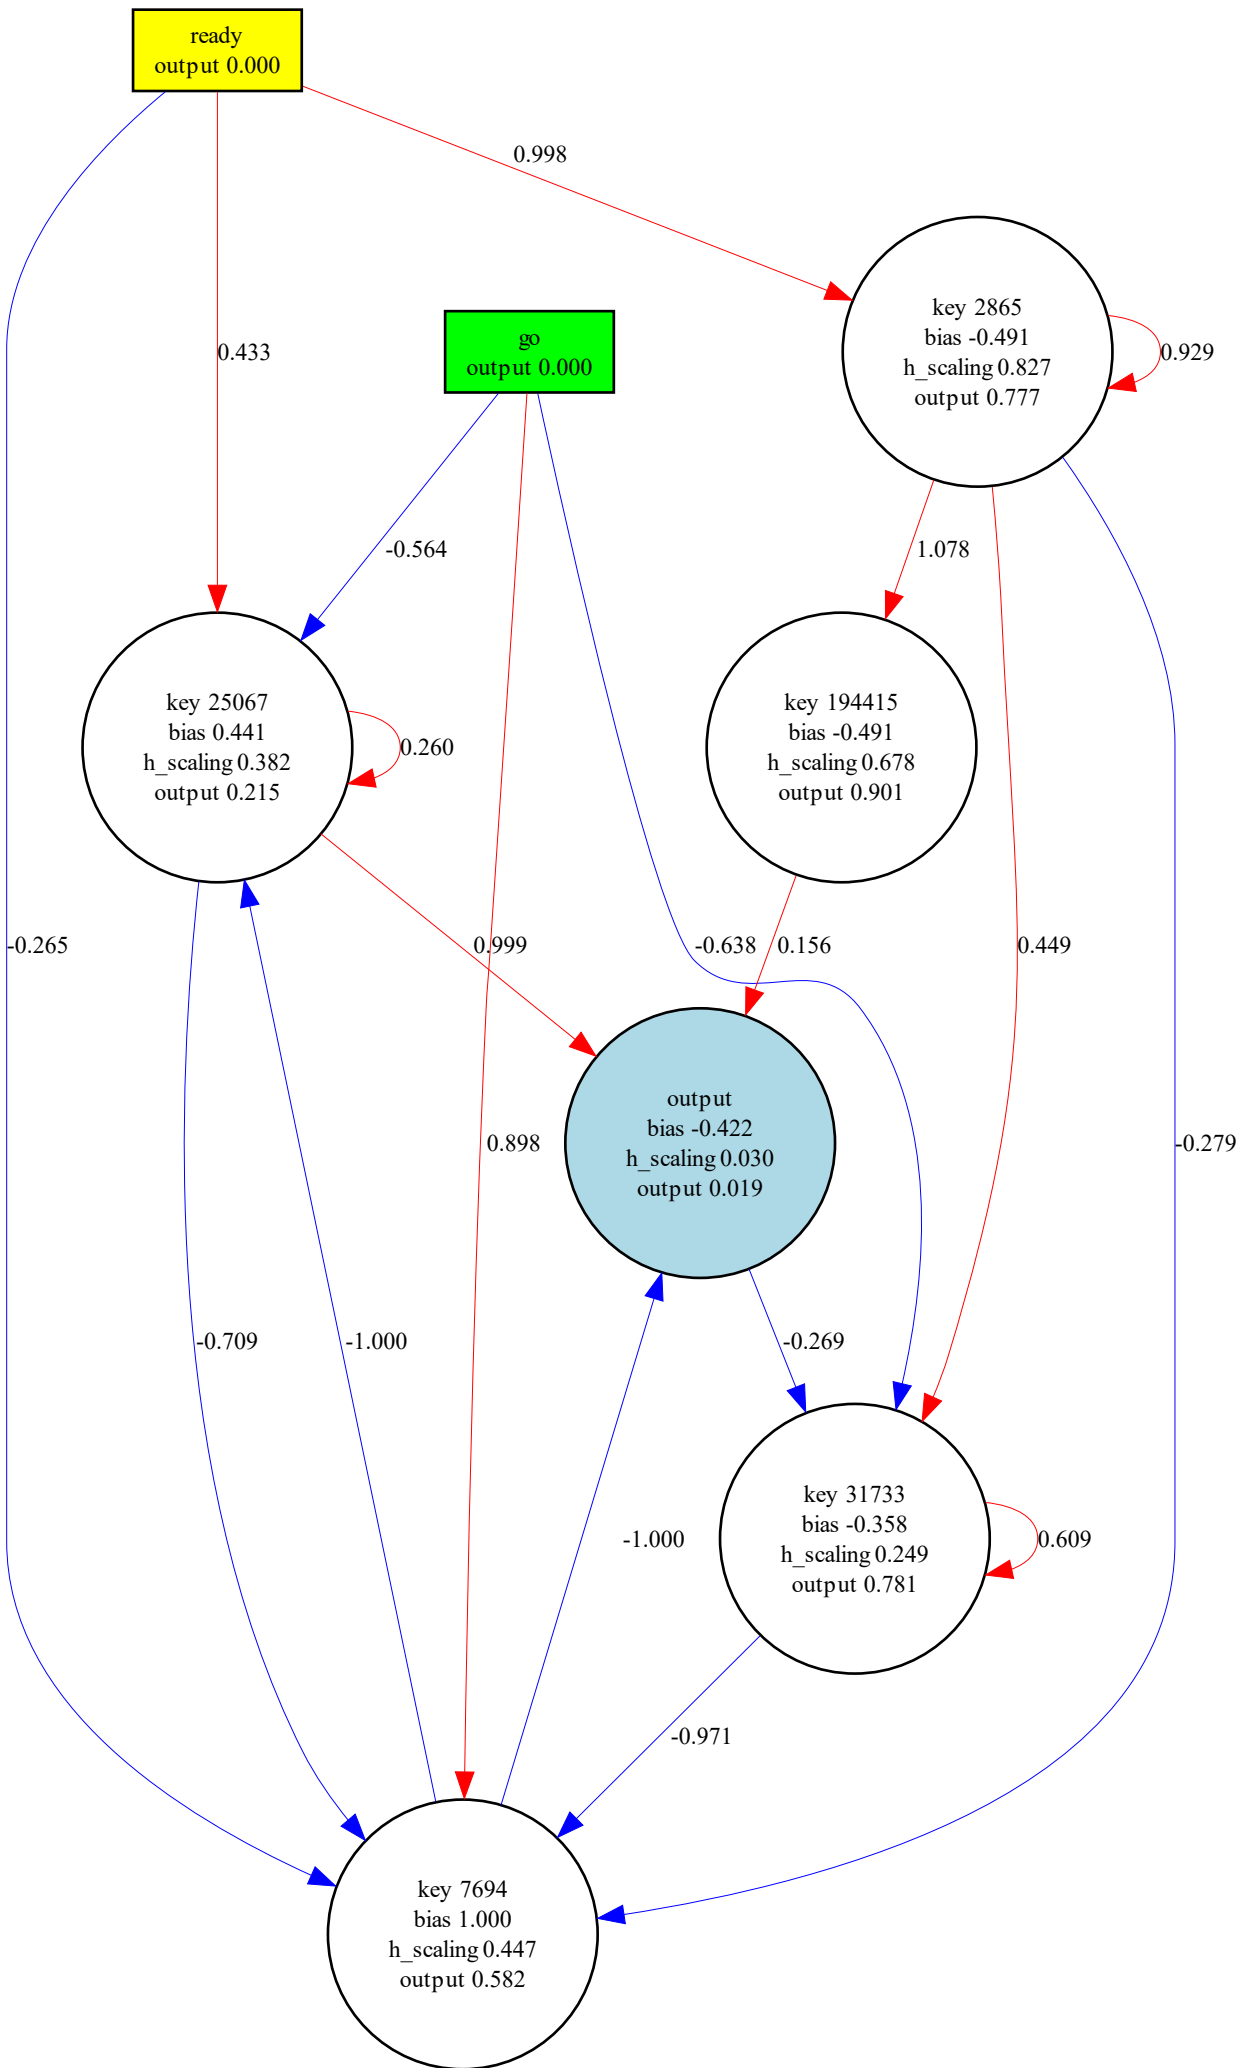 ready
output 0.000
0.998
key 2865
bias -0.491
h_scaling 0.827
output 0.777
0.929
go
output 0.000
0.433
-0.564
1.078
key 25067
bias 0.441
h_scaling 0.382
output 0.215
0.260
key 194415
bias -0.491
h_scaling 0.678
output 0.901
-0.265
0.999
-0.638
0.156
0.449
output
bias -0.422
h_scaling 0.030
output 0.019
0.898
-0.279
-0.709
-1.000
-0.269
key 31733
bias -0.358
h_scaling 0.249
output 0.781
0.609
-1.000
-0.971
key 7694
bias 1.000
h_scaling 0.447
output 0.582